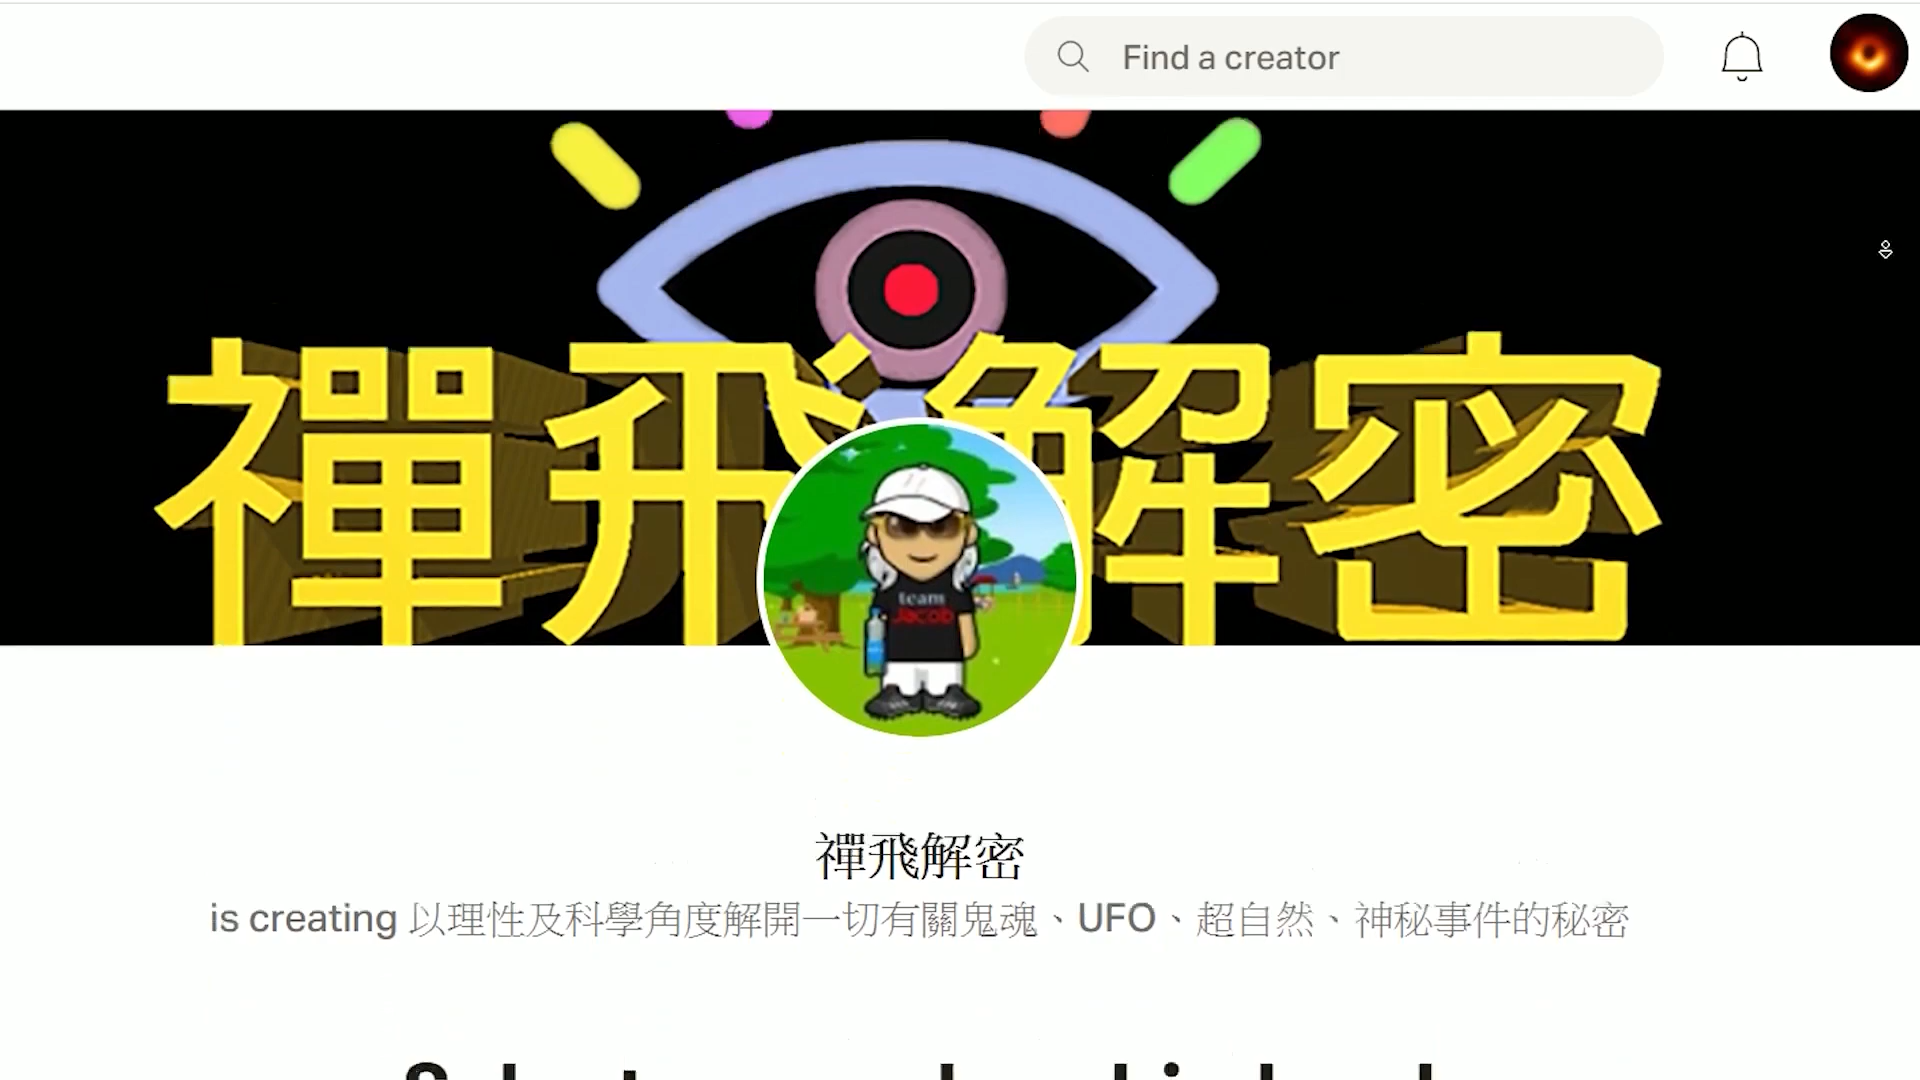 Find a creator
禪飛解密
team
Jacob
禪飛解密
is creating 以理性及科學角度解開一切有關鬼魂、UFO、超自然、神秘事件的秘密